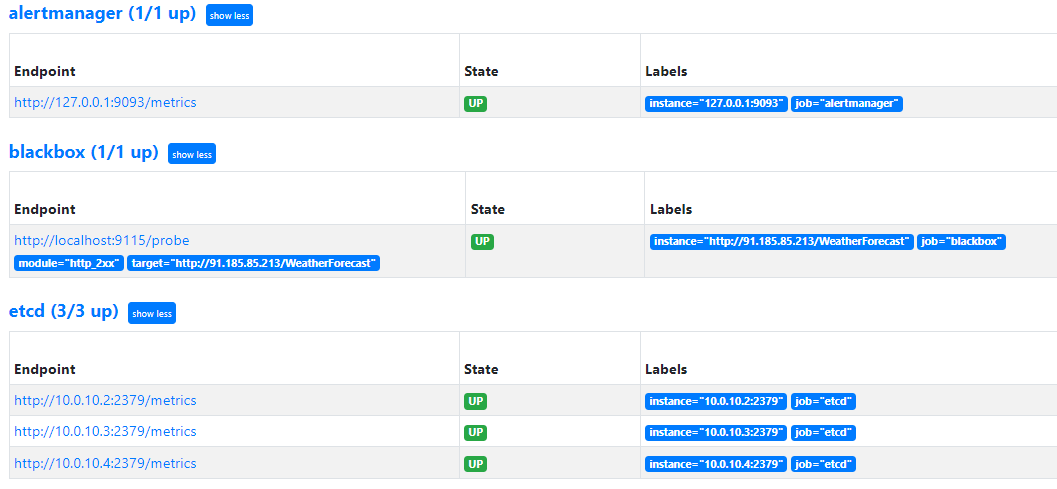 alertmanager (1/1 up) show less
Endpoint State Labels
http://127.0.0.1:9093/metrics UP instance="127.0.0.1:9093" job="alertmanager"
blackbox (1/1 up) show less
Endpoint State Labels
http://localhost:9115/probe UP instance="http://91.185.85.213/WeatherForecast" job="blackbox"
module="http_2xx" target="http://91.185.85.213/WeatherForecast"
etcd (3/3 up) show less
Endpoint State Labels
http://10.0.10.2:2379/metrics UP instance="10.0.10.2:2379" job="etcd"
http://10.0.10.3:2379/metrics UP instance="10.0.10.3:2379" job="etcd"
http://10.0.10.4:2379/metrics UP instance="10.0.10.4:2379" job="etcd"